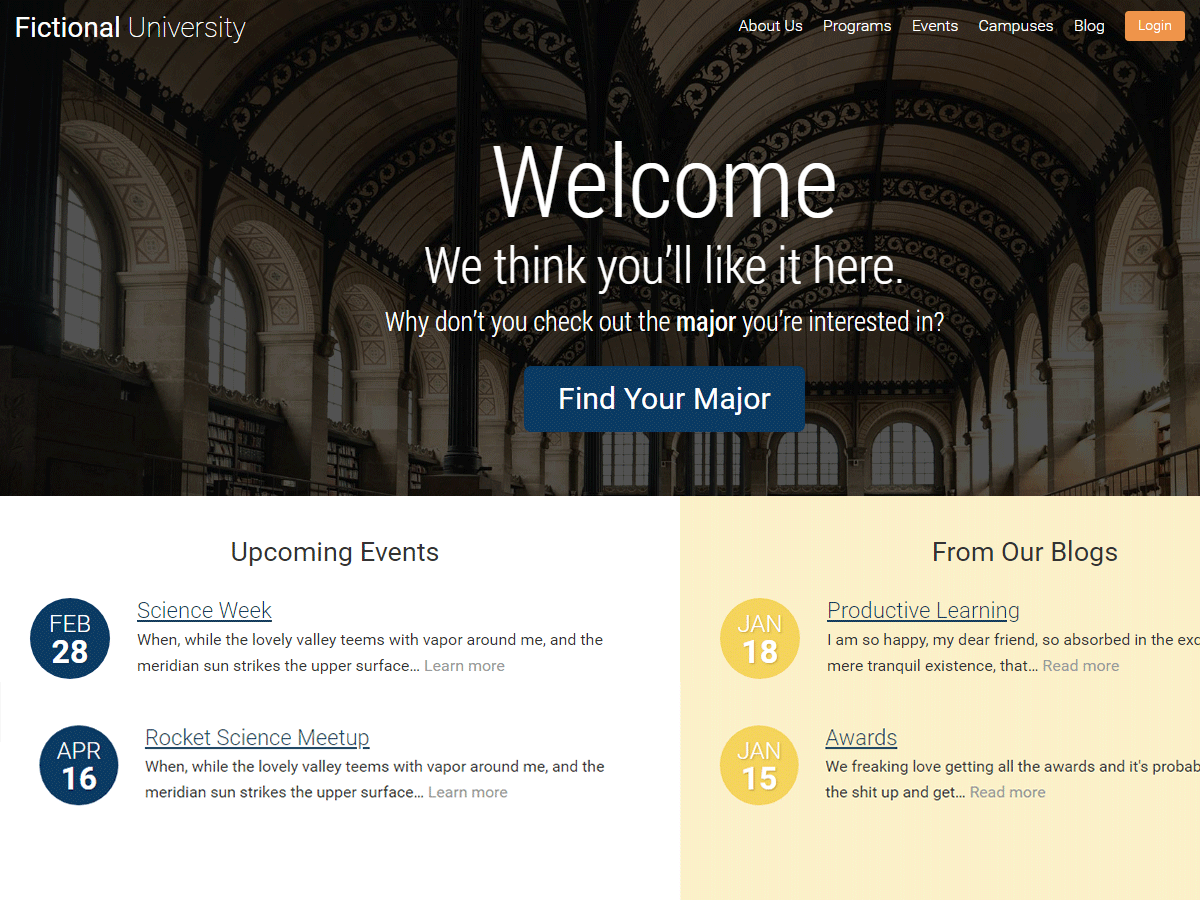 Fictional University
About Us Programs Events Campuses Blog Login
Welcome
We think you’ll like it here.
Why don’t you check out the major you’re interested in?
Find Your Major
Upcoming Events
FEB
28
Science Week
When, while the lovely valley teems with vapor around me, and the
meridian sun strikes the upper surface… Learn more
APR
16
Rocket Science Meetup
When, while the lovely valley teems with vapor around me, and the
meridian sun strikes the upper surface… Learn more
From Our Blogs
JAN
18
Productive Learning
I am so happy, my dear friend, so absorbed in the
mere tranquil existence, that… Read more
JAN
15
Awards
We freaking love getting all the awards and it's
the shit up and get… Read more